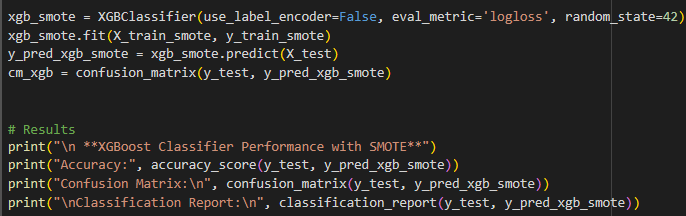 xgb_smote = XGBClassifier(use_label_encoder=False, eval_metric='logloss', random_state=42)
xgb_smote.fit(X_train_smote, y_train_smote)
y_pred_xgb_smote = xgb_smote.predict(X_test)
cm_xgb = confusion_matrix(y_test, y_pred_xgb_smote)
# Results
print("\n **XGBoost Classifier Performance with SMOTE**")
print("Accuracy:", accuracy_score(y_test, y_pred_xgb_smote))
print("Confusion Matrix:\n", confusion_matrix(y_test, y_pred_xgb_smote))
print("\nClassification Report:\n", classification_report(y_test, y_pred_xgb_smote))